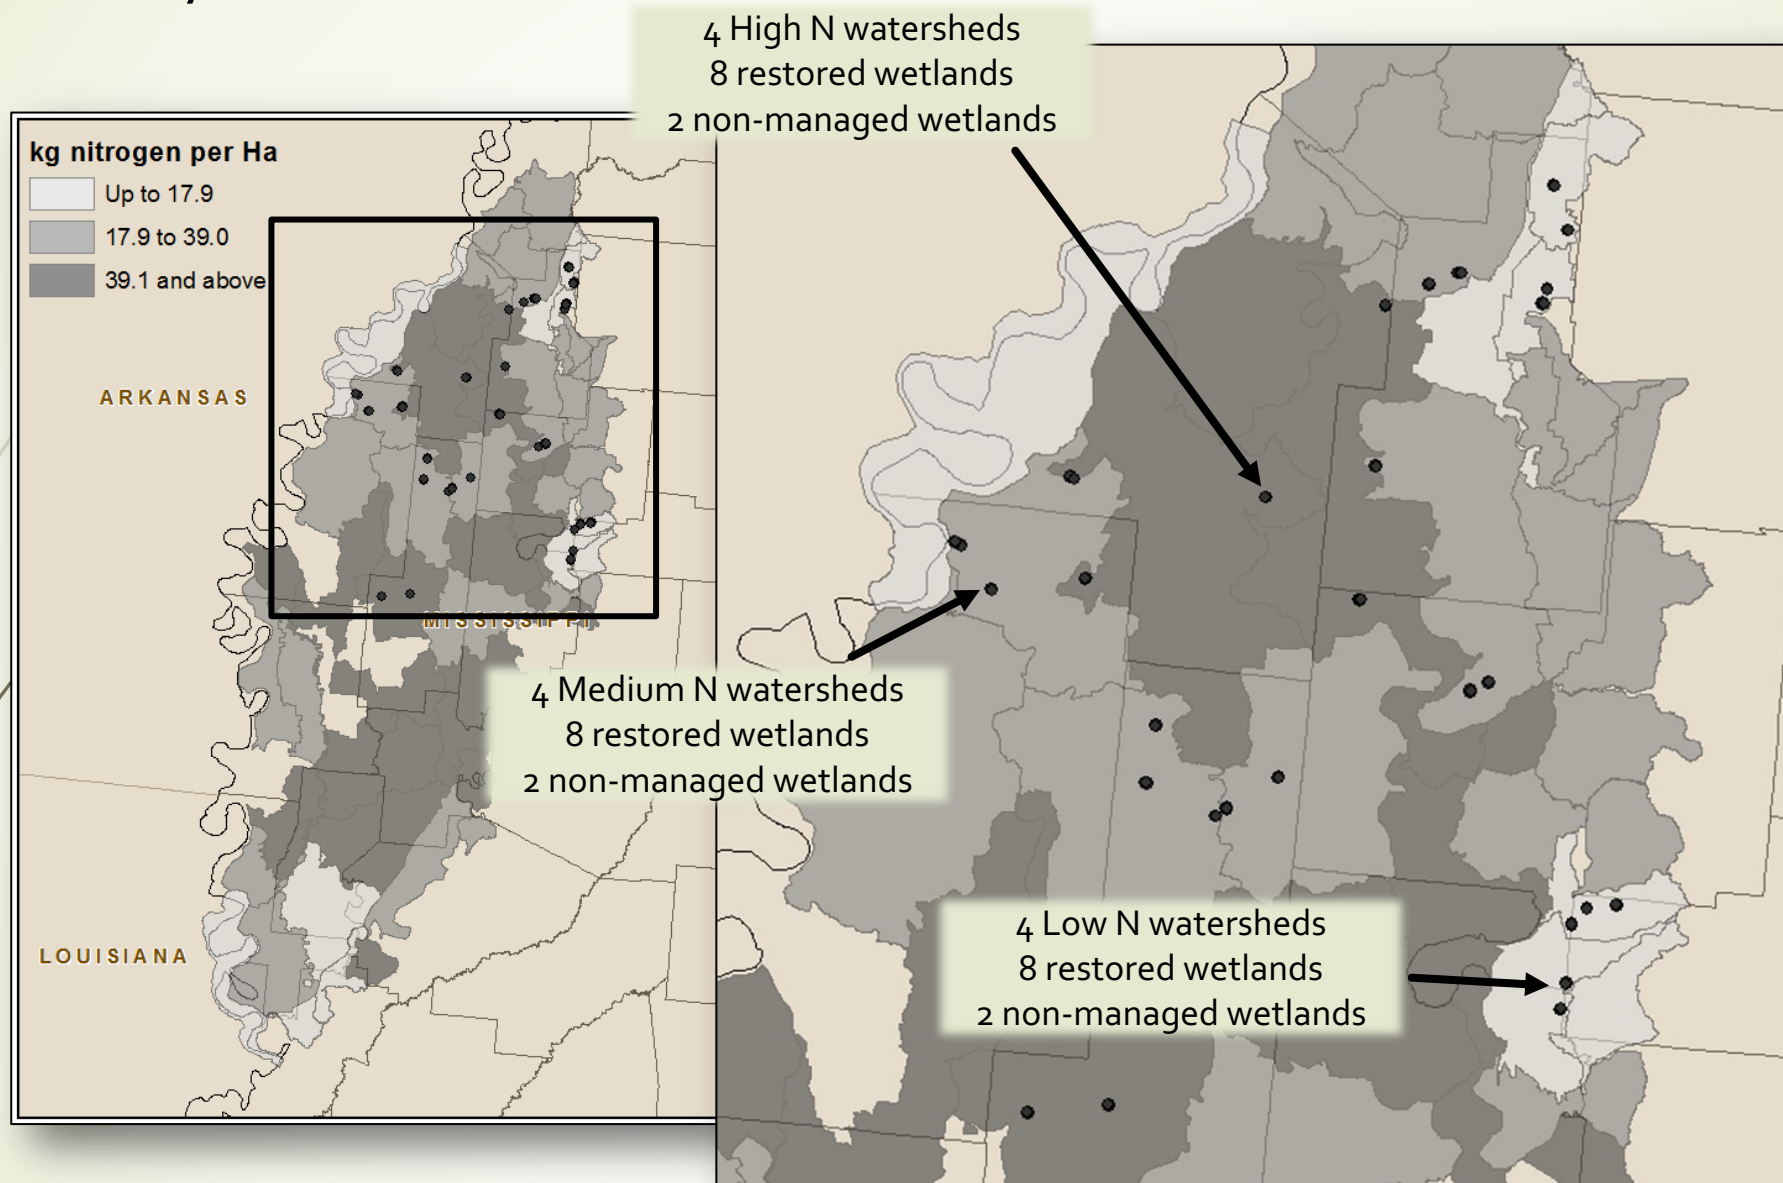 4 High N watersheds
8 restored wetlands
2 non-managed wetlands
kg nitrogen per Ha
Up to 17.9
17.9 to 39.0
39.1 and above
ARKANSAS
MISSISSIPPI
4 Medium N watersheds
8 restored wetlands
2 non-managed wetlands
4 Low N watersheds
8 restored wetlands
2 non-managed wetlands
LOUISIANA